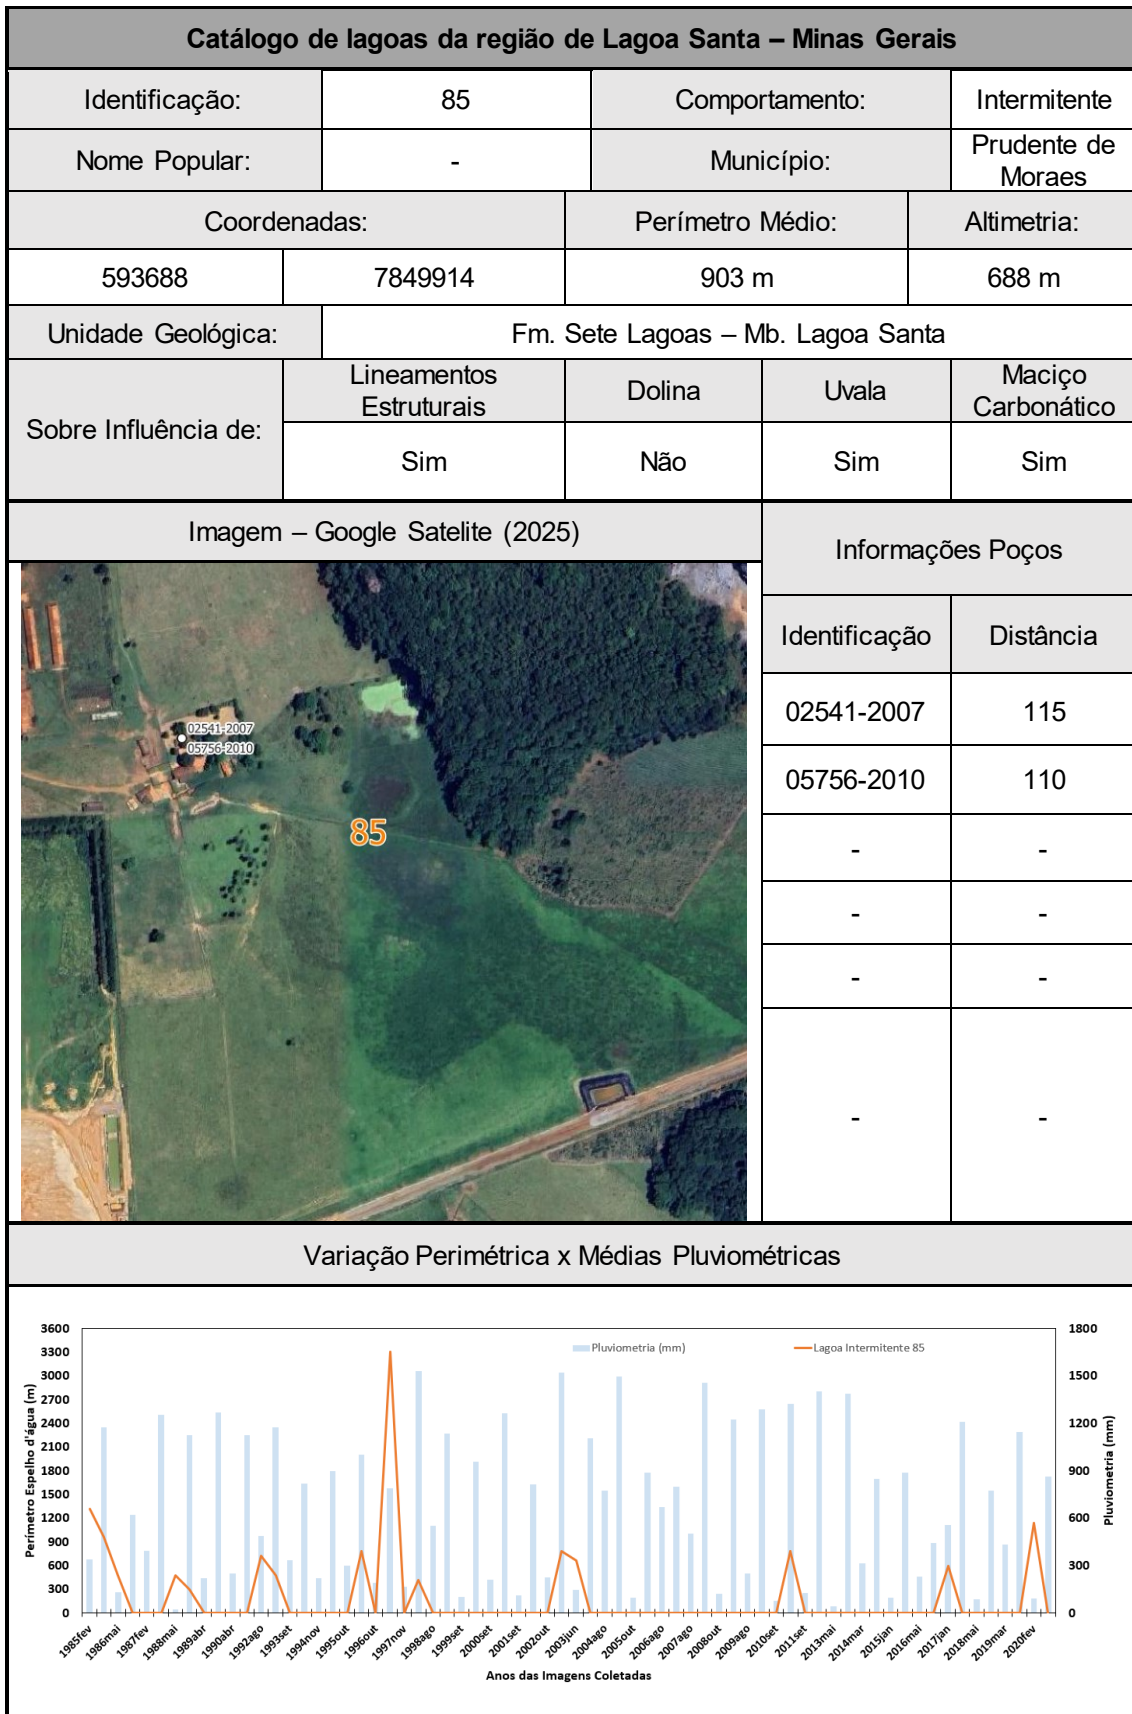 Catálogo de lagoas da região de Lagoa Santa – Minas Gerais
Identificação: 85 Comportamento: Intermitente
Nome Popular: - Município: Prudente de Moraes
Coordenadas: Perímetro Médio: Altimetria:
593688 7849914 903 m 688 m
Unidade Geológica: Fm. Sete Lagoas – Mb. Lagoa Santa
Sobre Influência de: Lineamentos Estruturais Dolina Uvala Maciço Carbonático
Sim Não Sim Sim
Imagem – Google Satelite (2025)
02541-2007
05756-2010
85
Informações Poços
Identificação Distância
02541-2007 115
05756-2010 110
- -
- -
- -
- -
Variação Perimétrica x Médias Pluviométricas
Pluviometria (mm) Lagoa Intermitente 85
Perímetro Espelho d'água (m)
3600
3300
3000
2700
2400
2100
1800
1500
1200
900
600
300
0
1800
1500
1200
900
600
300
0
Pluviometria (mm)
1985fev 1986mai 1987fev 1988mai 1989abr 1990abr 1992ago 1993set 1994nov 1995out 1996out 1997nov 1998ago 1999set 2000set 2001set 2002out 2003jun 2004ago 2005out 2006ago 2007ago 2008out 2009ago 2010set 2011set 2013mai 2014mar 2015jan 2016mai 2017jan 2018mai 2019mar 2020fev
Anos das Imagens Coletadas